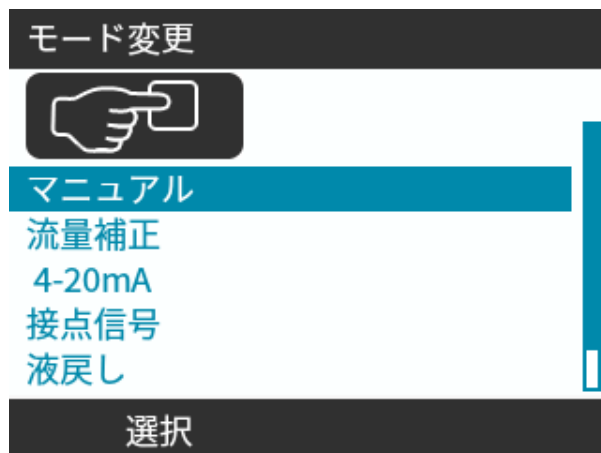 モード変更
マニュアル
流量補正
4-20mA
接点信号
液戻し
選択